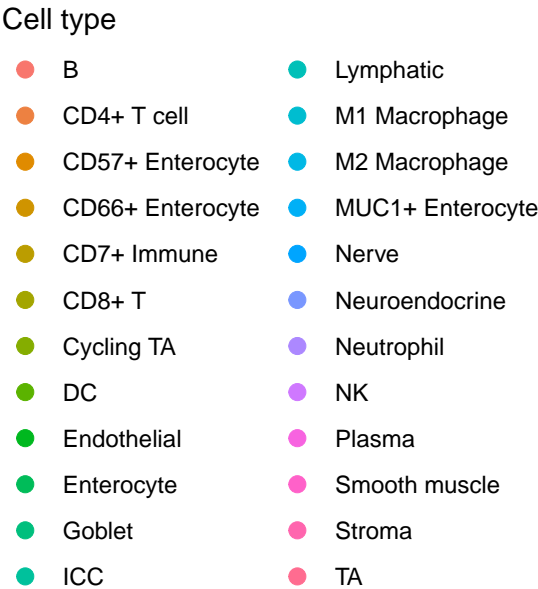 Cell type
B
CD4+ T cell
CD57+ Enterocyte
CD66+ Enterocyte
CD7+ Immune
CD8+ T
Cycling TA
DC
Endothelial
Enterocyte
Goblet
ICC
Lymphatic
M1 Macrophage
M2 Macrophage
MUC1+ Enterocyte
Nerve
Neuroendocrine
Neutrophil
NK
Plasma
Smooth muscle
Stroma
TA